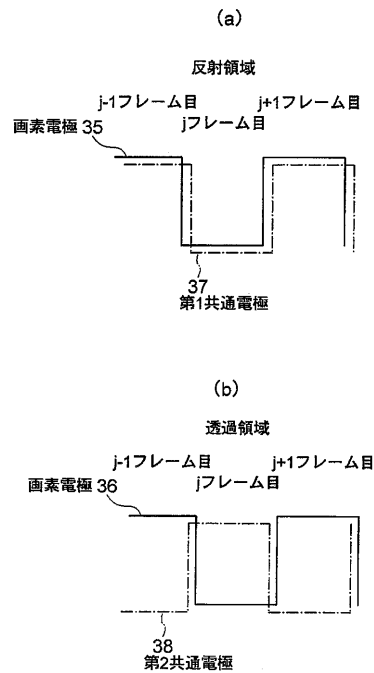 (a)
反射領域
j-1フレーム目
j+1フレーム目
jフレーム目
画素電極 35
37
第1共通電極
(b)
透過領域
j-1フレーム目
j+1フレーム目
jフレーム目
画素電極 36
38
第2共通電極